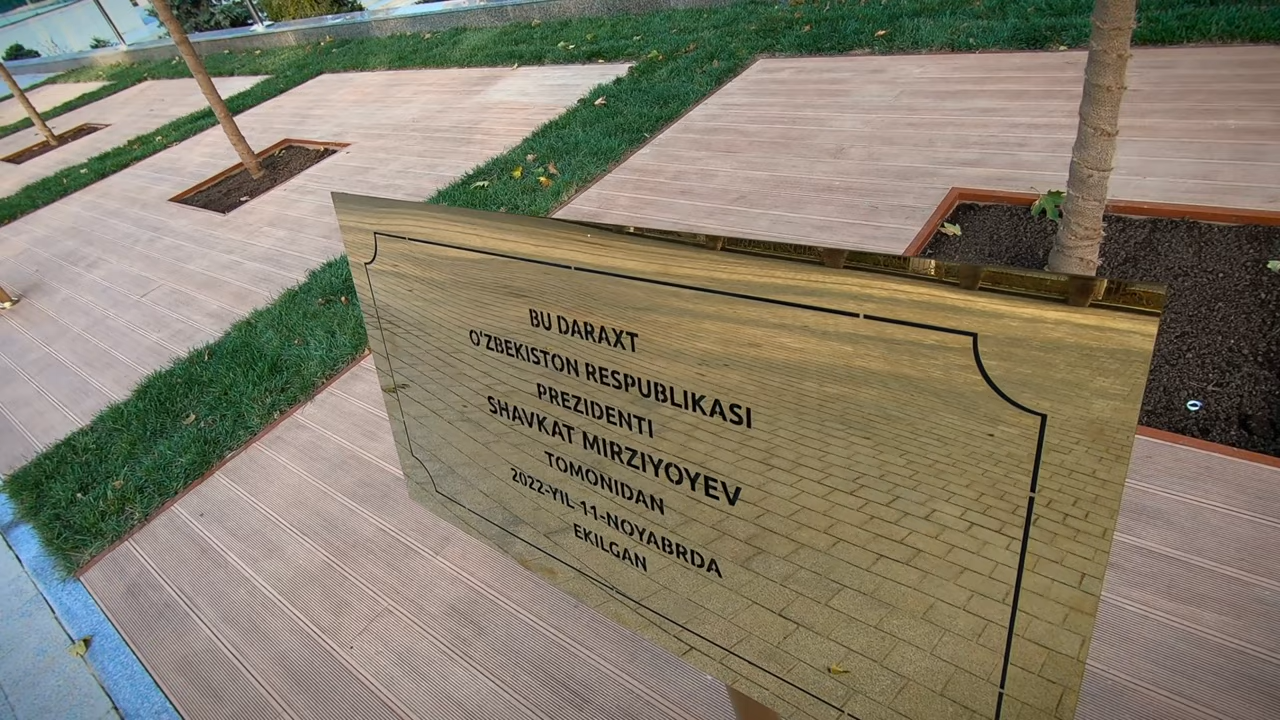 BU DARAXT
O'ZBEKISTON RESPUBLIKASI
PREZIDENTI
SHAVKAT MIRZIYOYEV
TOMONIDAN
2022-YIL 11-NOYABRDA
EKILGAN